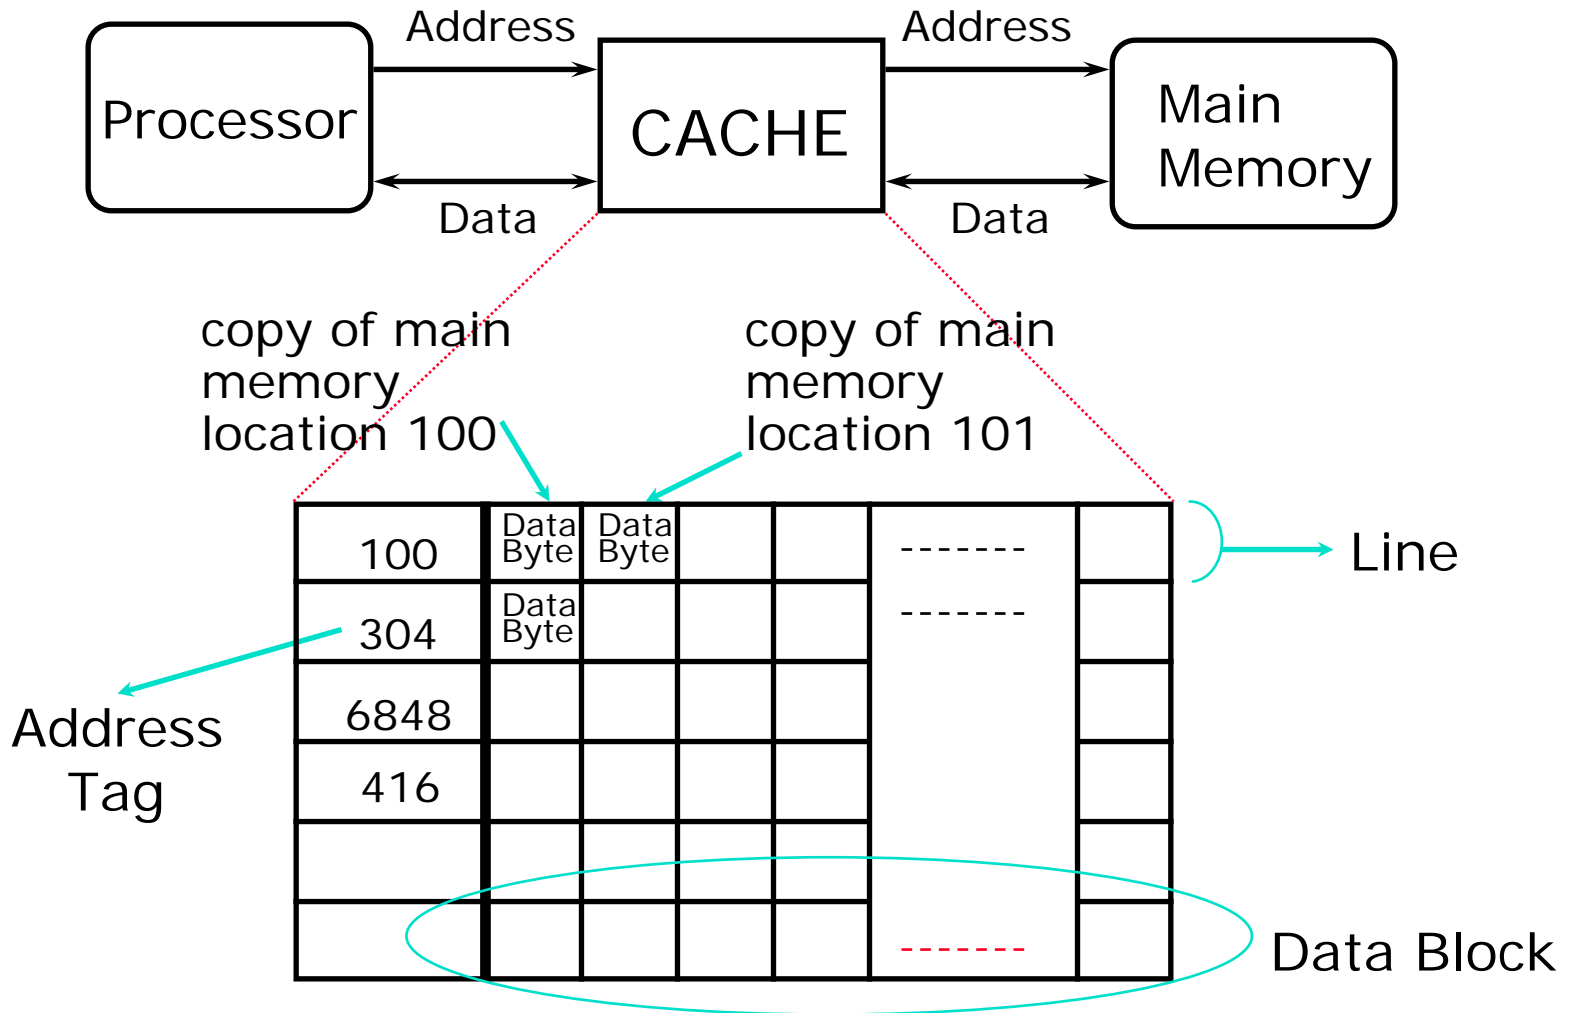 Address
Address
Processor
CACHE
Main
Memory
Data
Data
copy of main
memory
location 100
copy of main
memory
location 101
100
Data
Byte
Data
Byte
-------
Line
304
Data
Byte
-------
6848
Address
Tag
416
-------
Data Block